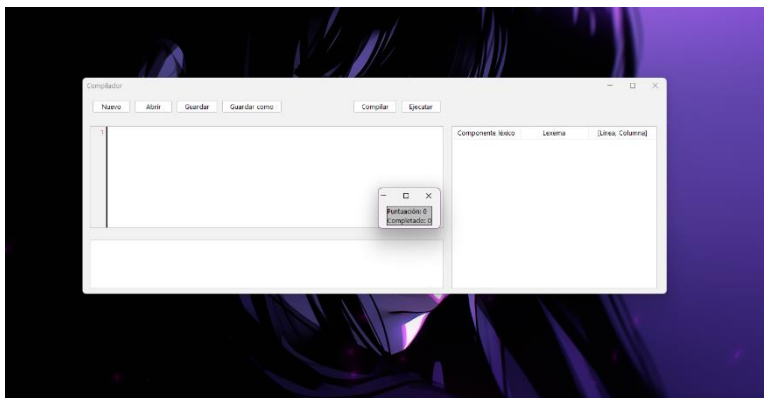 Compilador
Nuevo Abrir Guardar Guardar como Compilar Ejecutar
1
Componente léxico Lexema [Línea, Columna]
Puntuación: 0
Completado: 0